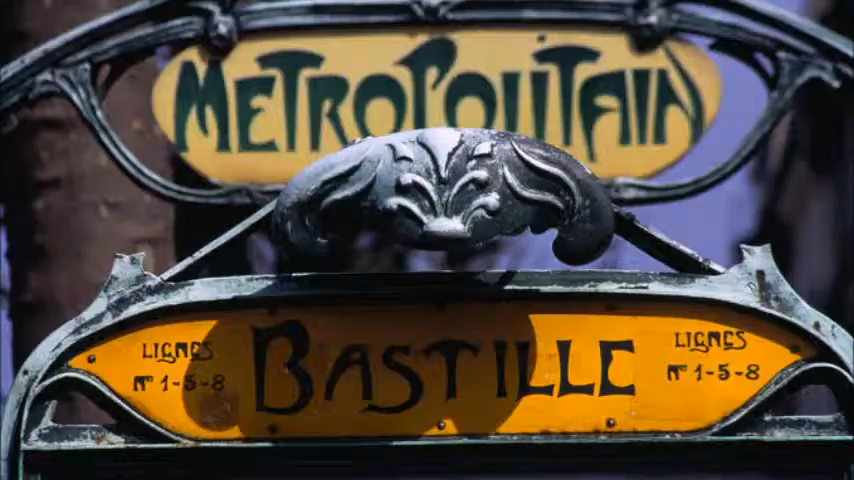 METROPOLITAIN
LIGNES
Nº 1-5-8
BASTILLE
LIGNES
Nº 1-5-8